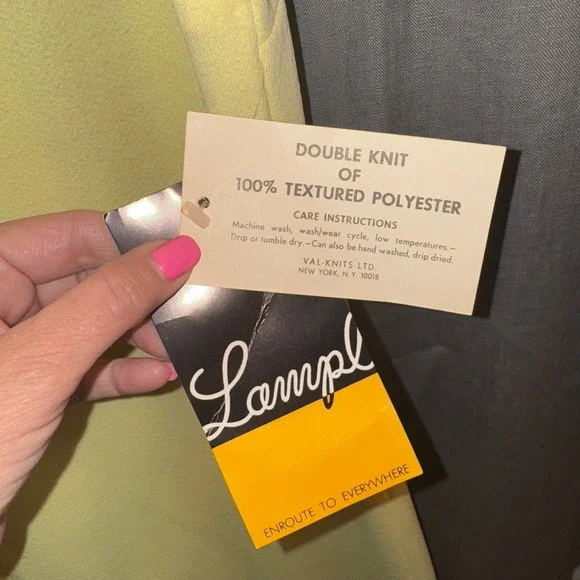 DOUBLE KNIT
OF
100% TEXTURED POLYESTER
CARE INSTRUCTIONS
Machine wash, wash/wear cycle, low temperatures.—
Drip or tumble dry.—Can also be hand washed, drip dried.
VAL-KNITS LTD.
NEW YORK, N. Y. 10018
Lampl
ENROUTE TO EVERYWHERE